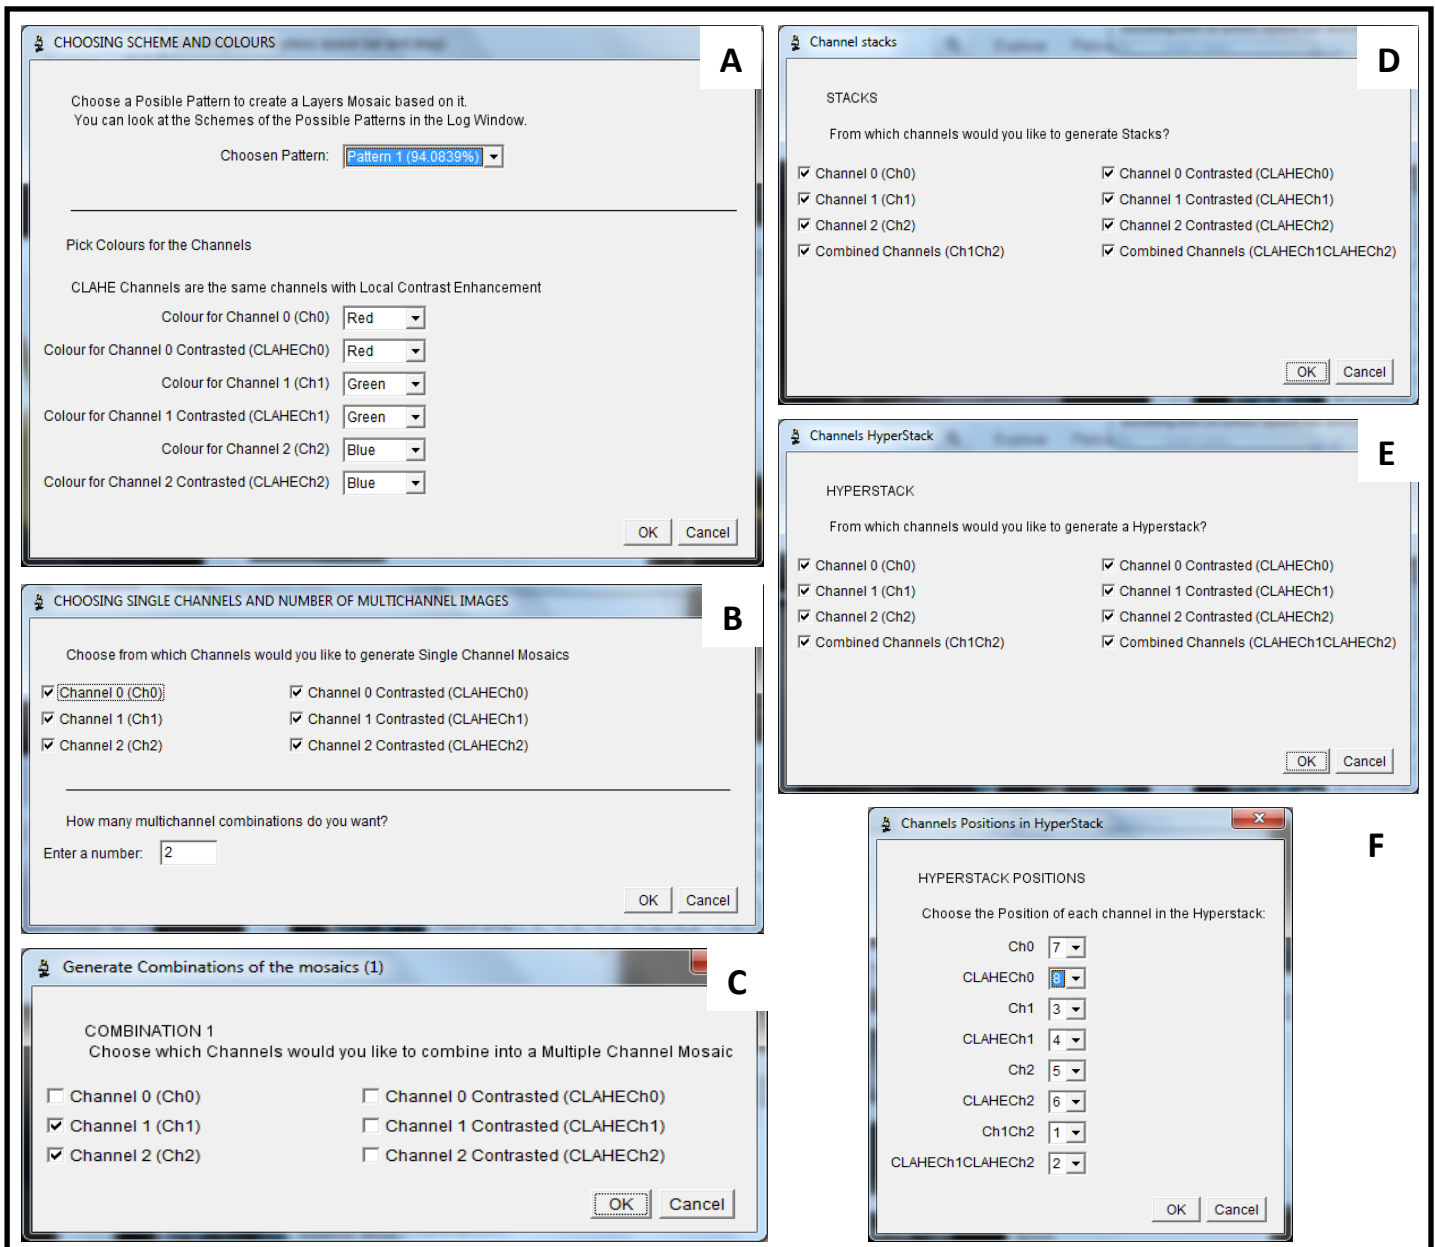 CHOOSING SCHEME AND COLOURS
A
Choose a Posible Pattern to create a Layers Mosaic based on it.
You can look at the Schemes of the Possible Patterns in the Log Window.
Choosen Pattern: Pattern 1 (94.0839%)
Pick Colours for the Channels
CLAHE Channels are the same channels with Local Contrast Enhancement
Colour for Channel 0 (Ch0) Red
Colour for Channel 0 Contrasted (CLAHECh0) Red
Colour for Channel 1 (Ch1) Green
Colour for Channel 1 Contrasted (CLAHECh1) Green
Colour for Channel 2 (Ch2) Blue
Colour for Channel 2 Contrasted (CLAHECh2) Blue
OK Cancel
CHOOSING SINGLE CHANNELS AND NUMBER OF MULTICHANNEL IMAGES
B
Choose from which Channels would you like to generate Single Channel Mosaics
Channel 0 (Ch0) Channel 0 Contrasted (CLAHECh0)
Channel 1 (Ch1) Channel 1 Contrasted (CLAHECh1)
Channel 2 (Ch2) Channel 2 Contrasted (CLAHECh2)
How many multichannel combinations do you want?
Enter a number: 2
OK Cancel
Generate Combinations of the mosaics (1)
C
COMBINATION 1
Choose which Channels would you like to combine into a Multiple Channel Mosaic
Channel 0 (Ch0) Channel 0 Contrasted (CLAHECh0)
Channel 1 (Ch1) Channel 1 Contrasted (CLAHECh1)
Channel 2 (Ch2) Channel 2 Contrasted (CLAHECh2)
OK Cancel
Channel stacks
D
STACKS
From which channels would you like to generate Stacks?
Channel 0 (Ch0) Channel 0 Contrasted (CLAHECh0)
Channel 1 (Ch1) Channel 1 Contrasted (CLAHECh1)
Channel 2 (Ch2) Channel 2 Contrasted (CLAHECh2)
Combined Channels (Ch1Ch2) Combined Channels (CLAHECh1CLAHECh2)
OK Cancel
Channels HyperStack
E
HYPERSTACK
From which channels would you like to generate a Hyperstack?
Channel 0 (Ch0) Channel 0 Contrasted (CLAHECh0)
Channel 1 (Ch1) Channel 1 Contrasted (CLAHECh1)
Channel 2 (Ch2) Channel 2 Contrasted (CLAHECh2)
Combined Channels (Ch1Ch2) Combined Channels (CLAHECh1CLAHECh2)
OK Cancel
Channels Positions in HyperStack
F
HYPERSTACK POSITIONS
Choose the Position of each channel in the Hyperstack:
Ch0 7
CLAHECh0 8
Ch1 3
CLAHECh1 4
Ch2 5
CLAHECh2 6
Ch1Ch2 1
CLAHECh1CLAHECh2 2
OK Cancel